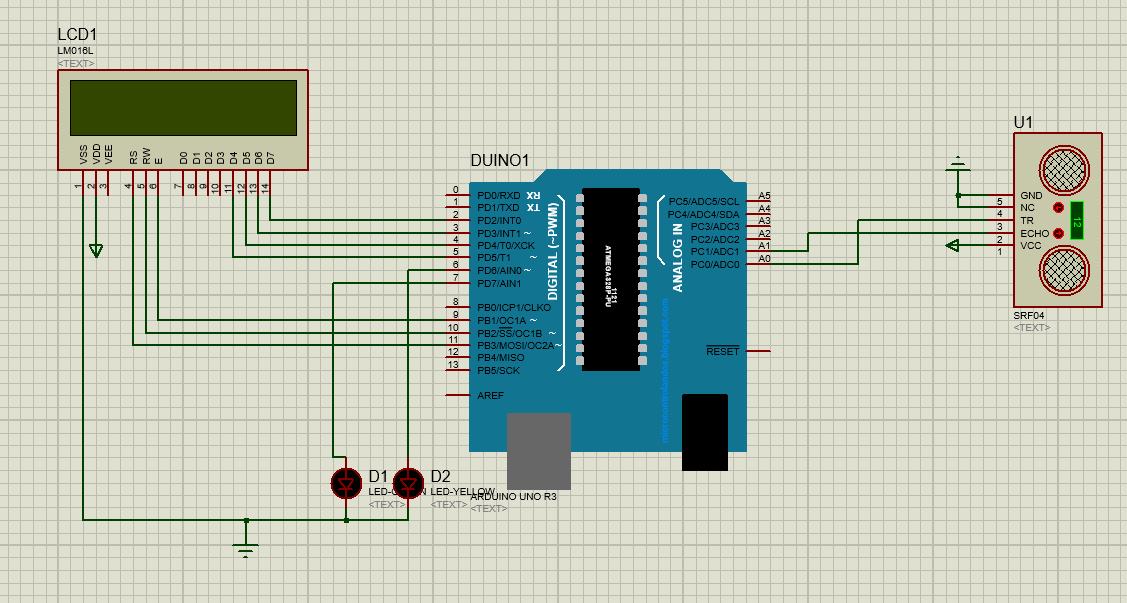 LCD1
LM016L
<TEXT>
VSS VDD VEE RS RW E D0 D1 D2 D3 D4 D5 D6 D7
1 2 3 4 5 6 7 8 9 10 11 12 13 14
DUINO1
0 PD0/RXD RX
1 PD1/TXD TX
2 PD2/INT0
3 PD3/INT1 ~
4 PD4/T0/XCK
5 PD5/T1 ~
6 PD6/AIN0 ~
7 PD7/AIN1
8 PB0/ICP1/CLKO
9 PB1/OC1A ~
10 PB2/SS/OC1B ~
11 PB3/MOSI/OC2A ~
12 PB4/MISO
13 PB5/SCK
AREF
DIGITAL (~PWM)
ATMEGA328P-PU
1121
ANALOG IN
PC5/ADC5/SCL A5
PC4/ADC4/SDA A4
PC3/ADC3 A3
PC2/ADC2 A2
PC1/ADC1 A1
PC0/ADC0 A0
RESET
microcontrolandos.blogspot.com
ARDUINO UNO R3
<TEXT>
D1
<TEXT>
D2
LED-YELLOW
<TEXT>
U1
GND
5 NC
4 TR
3 ECHO
2 VCC
1
12
SRF04
<TEXT>